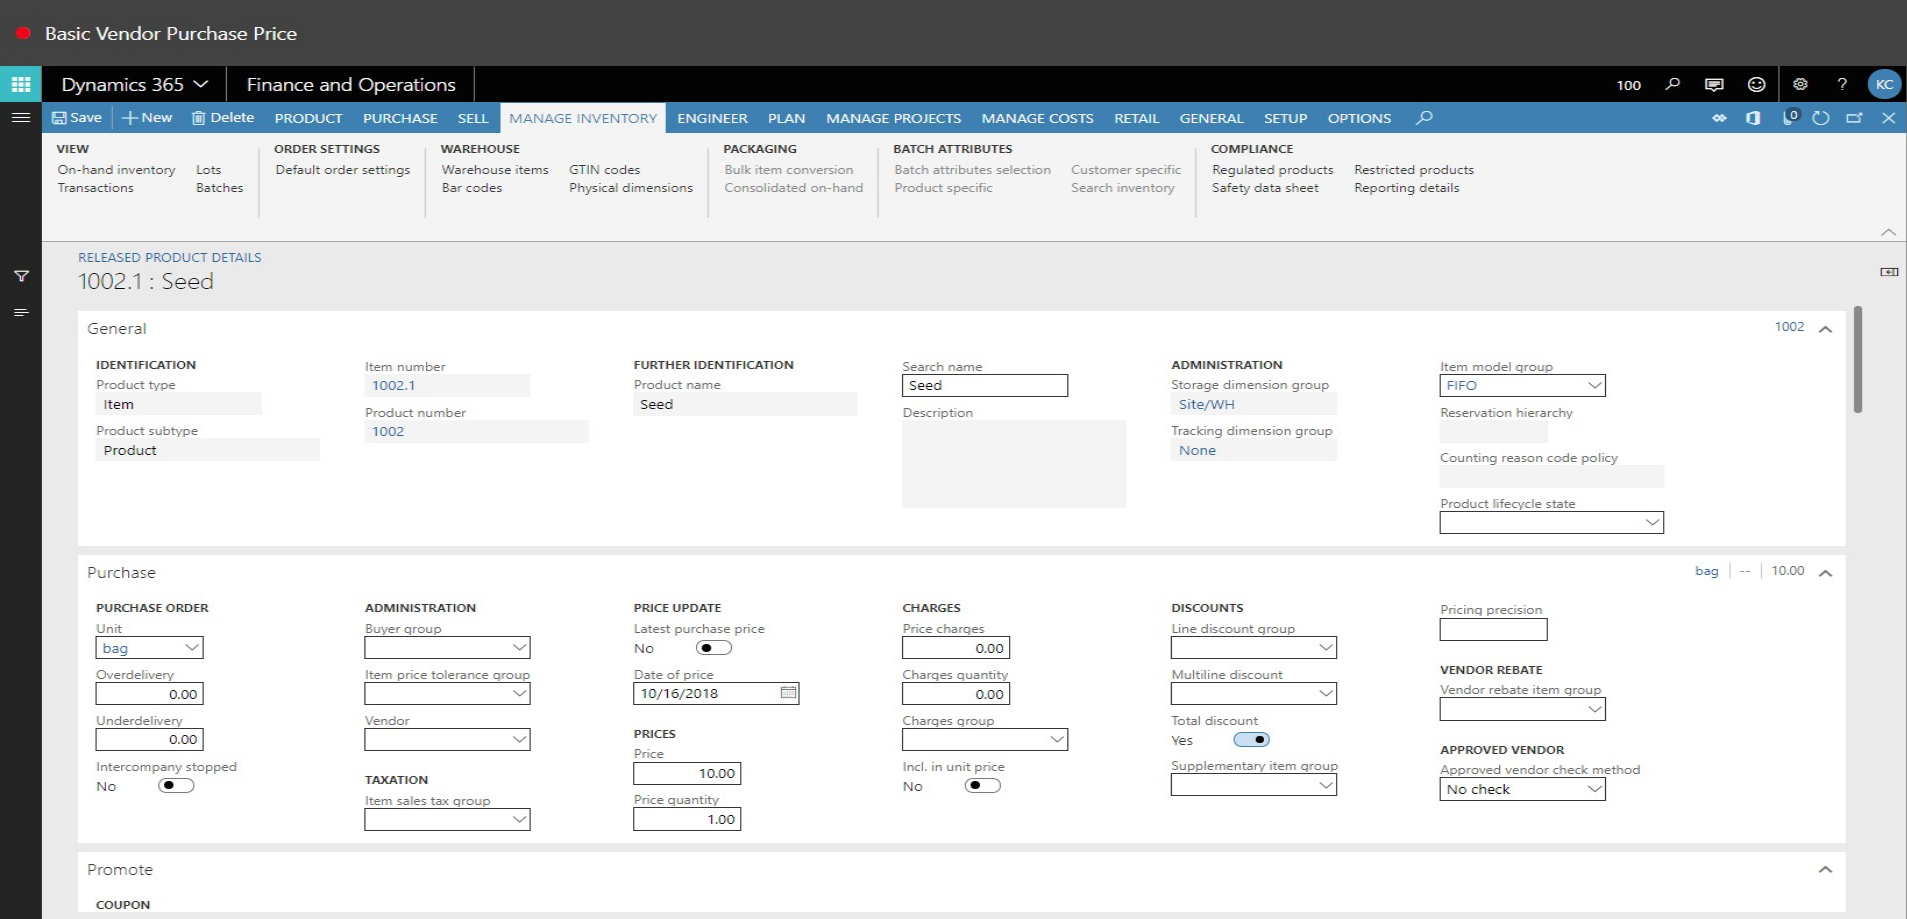 Basic Vendor Purchase Price
Dynamics 365 Finance and Operations 100 ? KC
Save New Delete PRODUCT PURCHASE SELL MANAGE INVENTORY ENGINEER PLAN MANAGE PROJECTS MANAGE COSTS RETAIL GENERAL SETUP OPTIONS 0
VIEW ORDER SETTINGS WAREHOUSE PACKAGING BATCH ATTRIBUTES COMPLIANCE
On-hand inventory Lots Default order settings Warehouse items GTIN codes Bulk item conversion Batch attributes selection Customer specific Regulated products Restricted products
Transactions Batches Bar codes Physical dimensions Consolidated on-hand Product specific Search inventory Safety data sheet Reporting details
RELEASED PRODUCT DETAILS
1002.1 : Seed
General 1002
IDENTIFICATION
Product type
Item
Product subtype
Product
Item number
1002.1
Product number
1002
FURTHER IDENTIFICATION
Product name
Seed
Search name
Seed
Description
ADMINISTRATION
Storage dimension group
Site/WH
Tracking dimension group
None
Item model group
FIFO
Reservation hierarchy
Counting reason code policy
Product lifecycle state
Purchase bag -- 10.00
PURCHASE ORDER
Unit
bag
Overdelivery
0.00
Underdelivery
0.00
Intercompany stopped
No
ADMINISTRATION
Buyer group
Item price tolerance group
Vendor
TAXATION
Item sales tax group
PRICE UPDATE
Latest purchase price
No
Date of price
10/16/2018
PRICES
Price
10.00
Price quantity
1.00
CHARGES
Price charges
0.00
Charges quantity
0.00
Charges group
Incl. in unit price
No
DISCOUNTS
Line discount group
Multiline discount
Total discount
Yes
Supplementary item group
Pricing precision
VENDOR REBATE
Vendor rebate item group
APPROVED VENDOR
Approved vendor check method
No check
Promote
COUPON